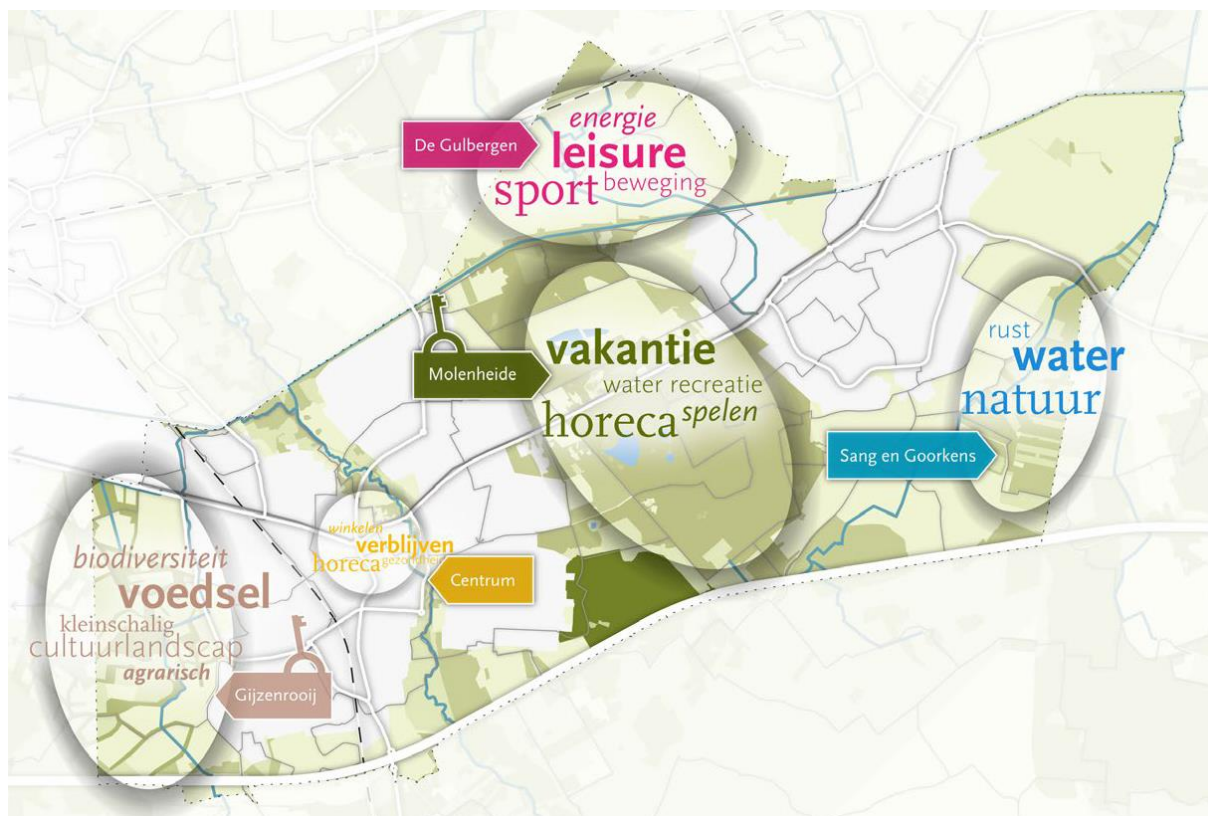 De Gulbergen
energie
leisure
sport beweging
Molenheide
vakantie
water recreatie
horeca spelen
rust
water
natuur
Sang en Goorkens
winkelen
verblijven
horeca gezondheid
Centrum
biodiversiteit
voedsel
kleinschalig
cultuurlandscap
agrarisch
Gijzenrooij